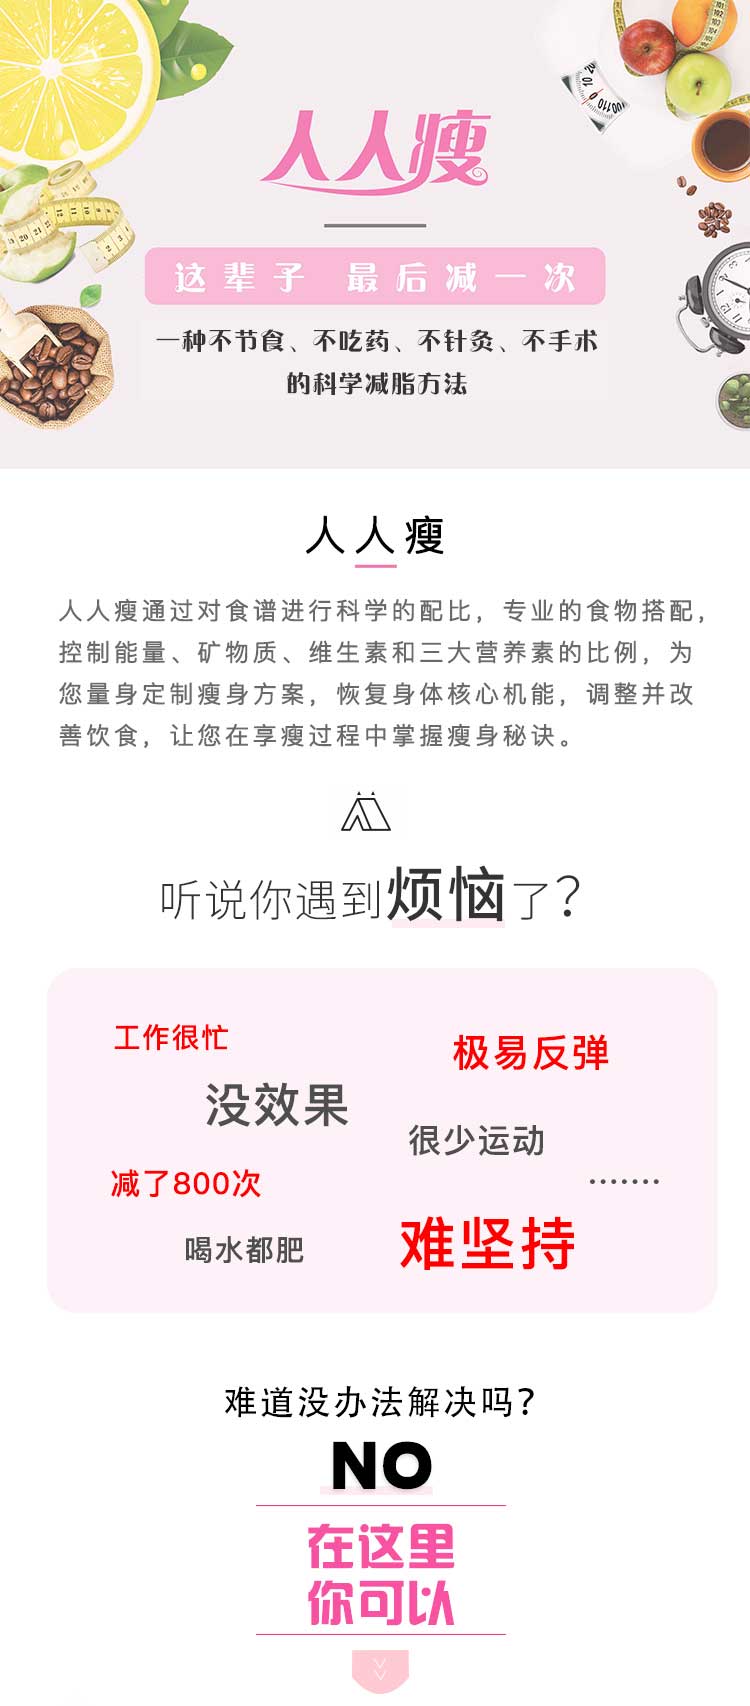 人人瘦
这辈子 最后减一次
一种不节食、不吃药、不针灸、不手术
的科学减脂方法
人人瘦
人人瘦通过对食谱进行科学的配比，专业的食物搭配，
控制能量、矿物质、维生素和三大营养素的比例，为
您量身定制瘦身方案，恢复身体核心机能，调整并改
善饮食，让您在享瘦过程中掌握瘦身秘诀。
听说你遇到烦恼了？
工作很忙
极易反弹
没效果
很少运动
减了800次
.......
喝水都肥
难坚持
难道没办法解决吗？
NO
在这里
你可以